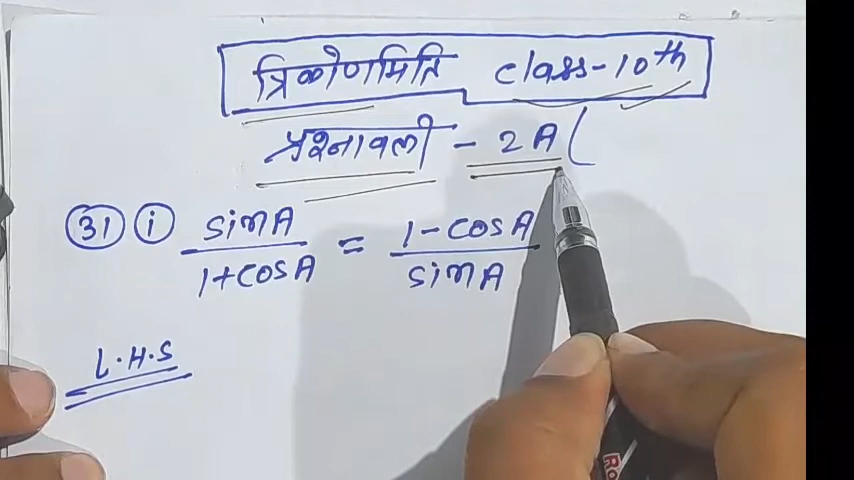 त्रिकोणमिति class-10th
प्रश्नावली - 2A (
31 i sinA/1+cosA = 1-cosA/sinA
L.H.S